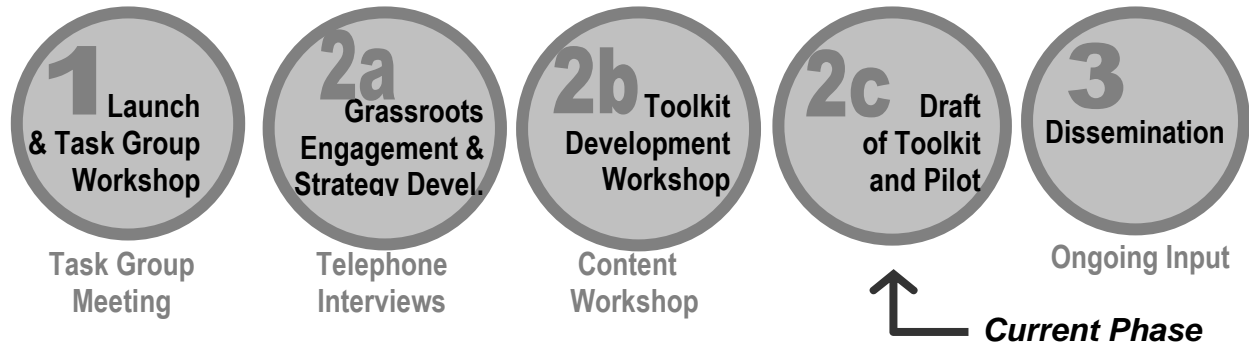 1
Launch
& Task Group
Workshop
Task Group
Meeting
2a
Grassroots
Engagement &
Strategy Devel.
Telephone
Interviews
2b
Toolkit
Development
Workshop
Content
Workshop
2c
Draft
of Toolkit
and Pilot
3
Dissemination
Ongoing Input
Current Phase